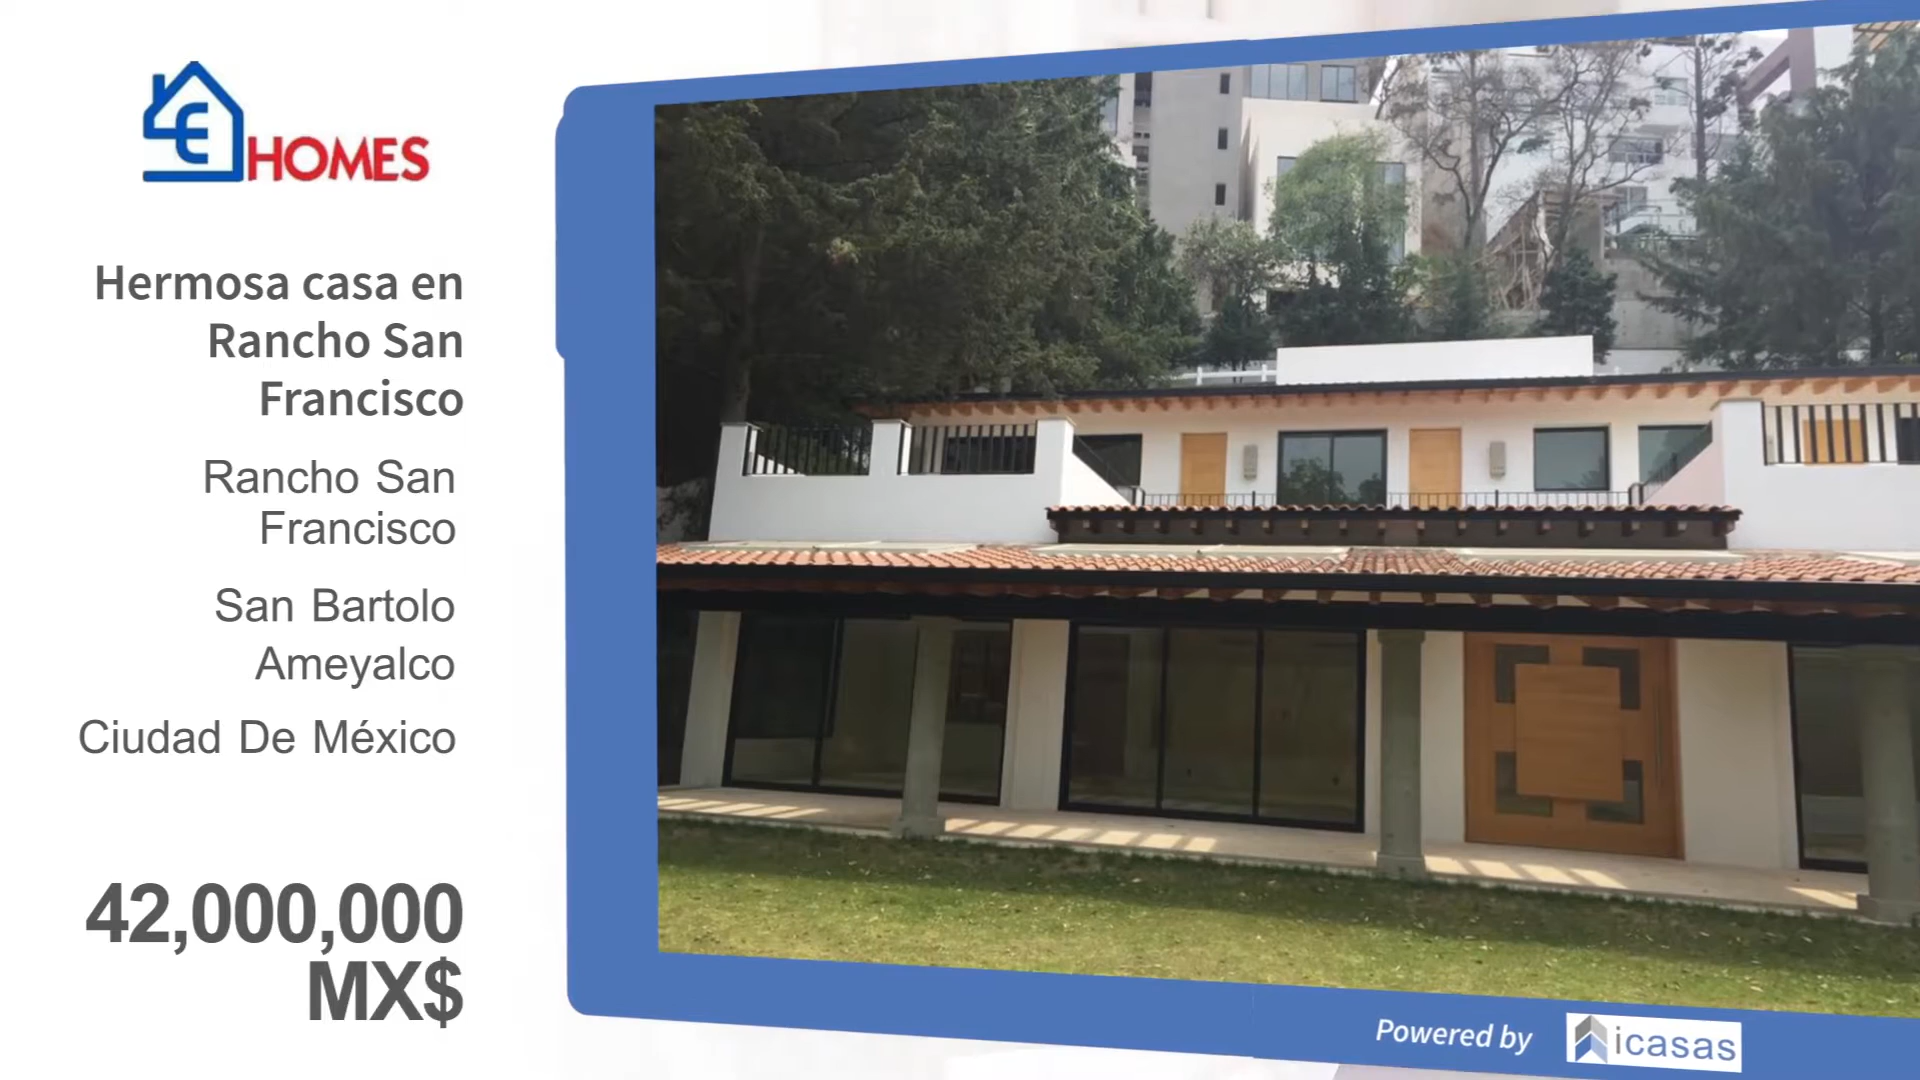 HOMES
Hermosa casa en
Rancho San
Francisco
Rancho San
Francisco
San Bartolo
Ameyalco
Ciudad De México
42,000,000
MX$
Powered by
icasas